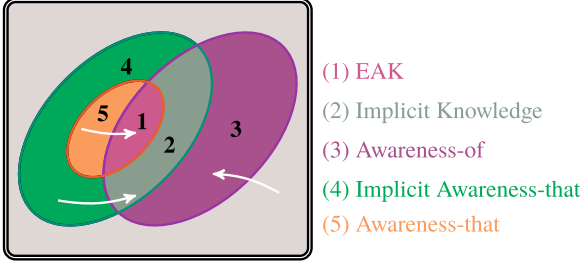 4
5
1
2
3
(1) EAK
(2) Implicit Knowledge
(3) Awareness-of
(4) Implicit Awareness-that
(5) Awareness-that